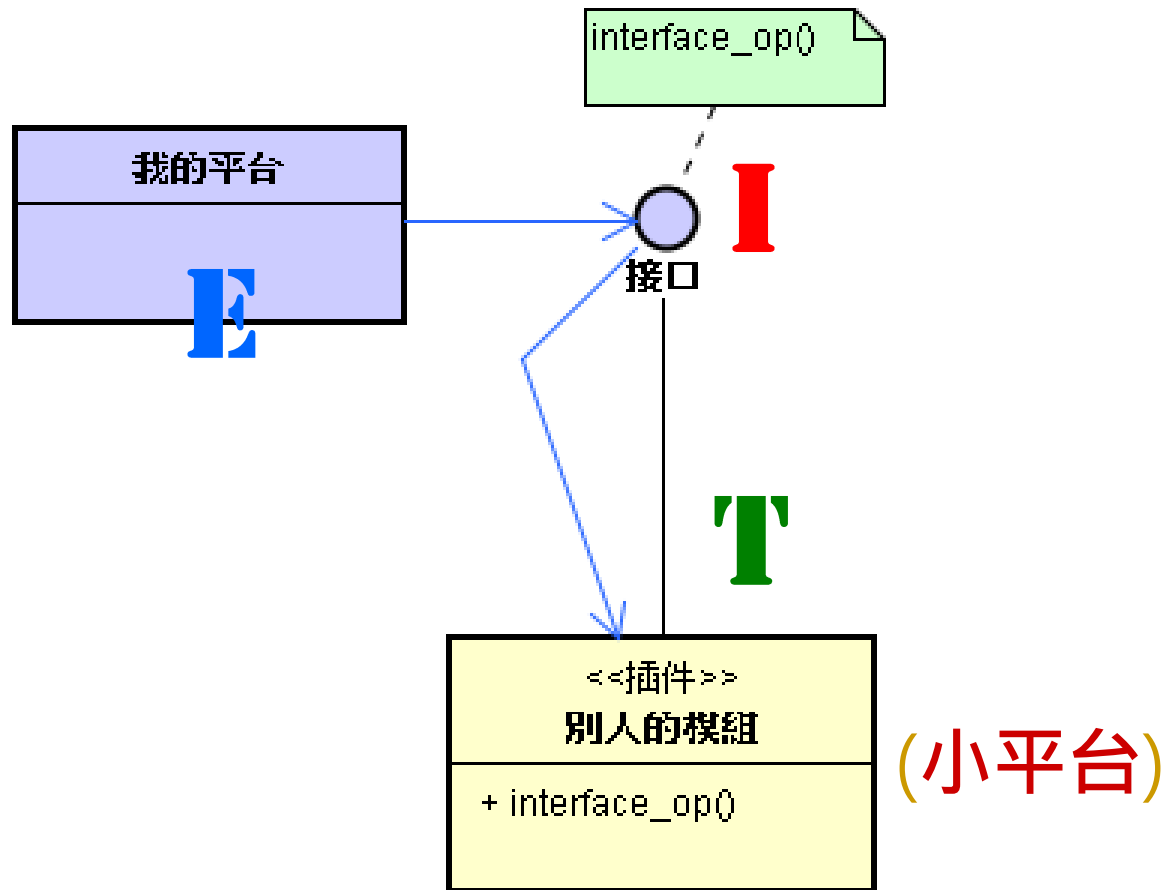 interface_op()
我的平台
I
接口
E
T
<<插件>>
別人的模組
(小平台)
+ interface_op()